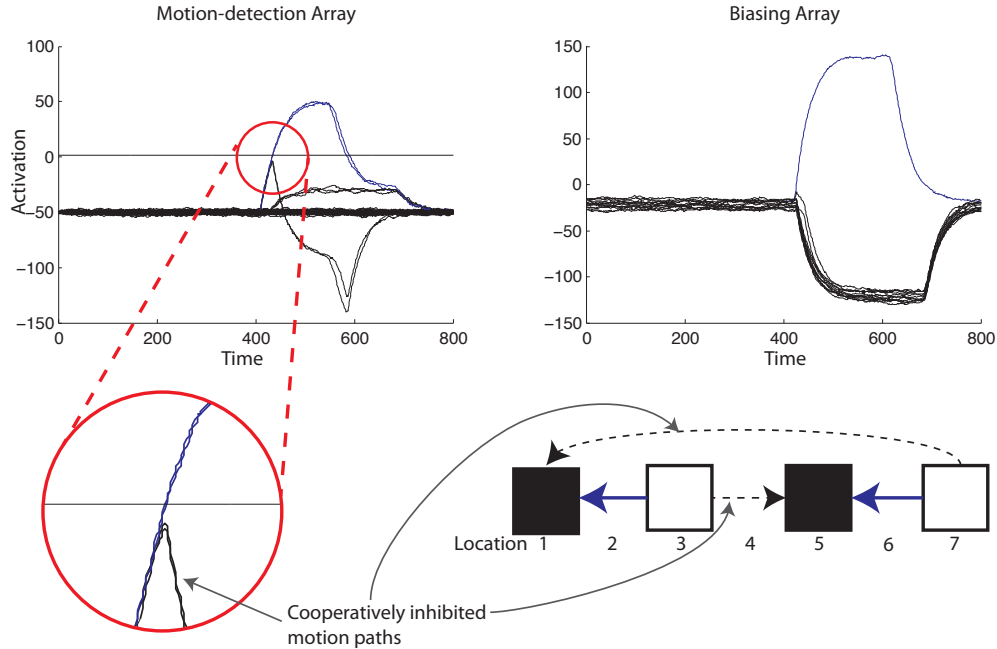 Motion-detection Array
Biasing Array
100
50
0
−50
−100
−150
Activation
0
200
400
600
800
Time
150
100
50
0
−50
−100
−150
0
200
400
600
800
Time
Location 1 2 3 4 5 6 7
Cooperatively inhibited
motion paths